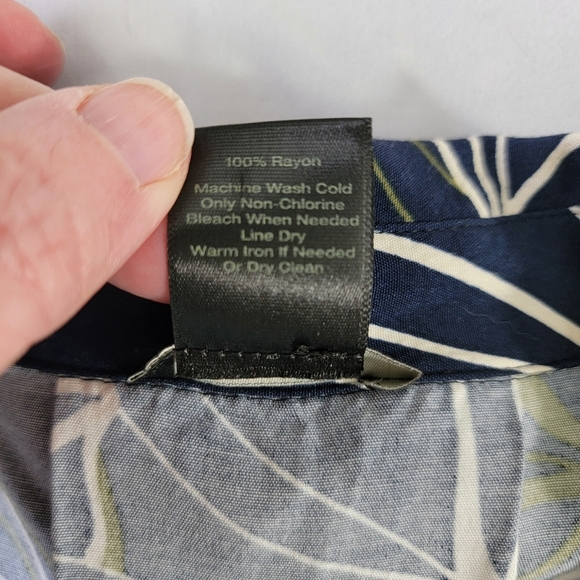 100% Rayon
Machine Wash Cold
Only Non-Chlorine
Bleach When Needed
Line Dry
Warm Iron If Needed
Or Dry Clean